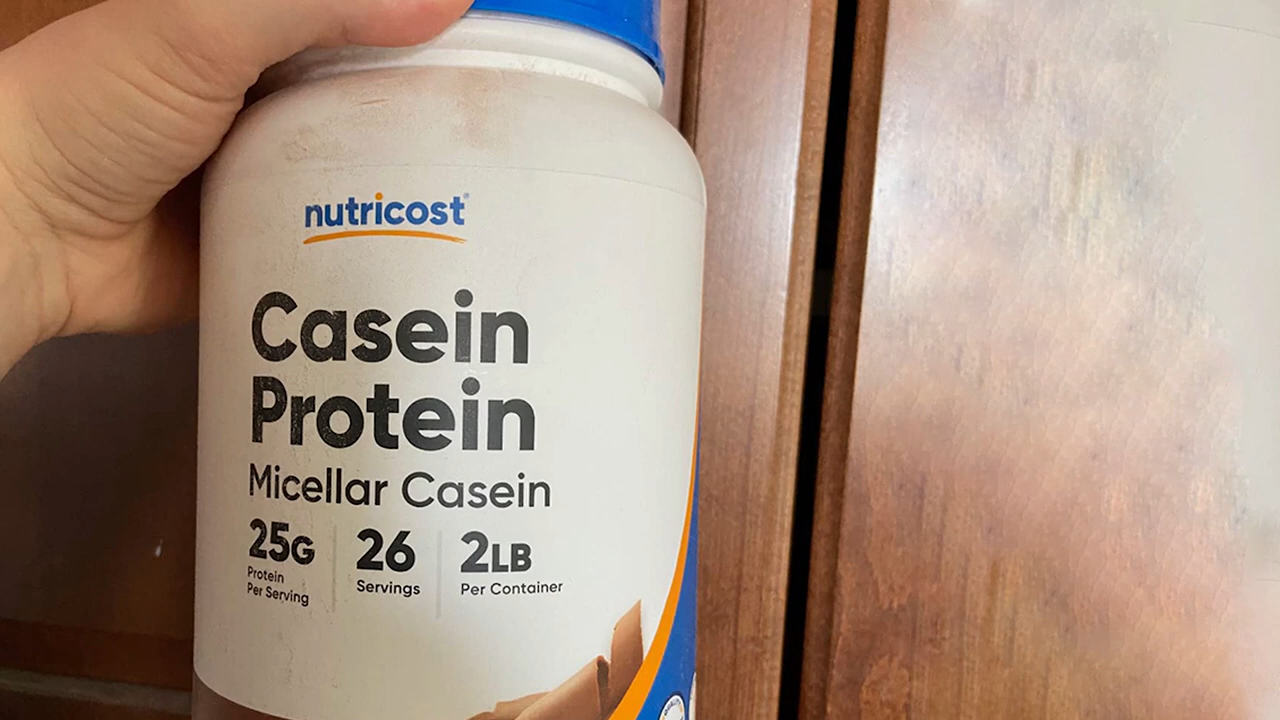 nutricost®
Casein
Protein
Micellar Casein
25G 26 2LB
Protein Servings Per Container
Per Serving